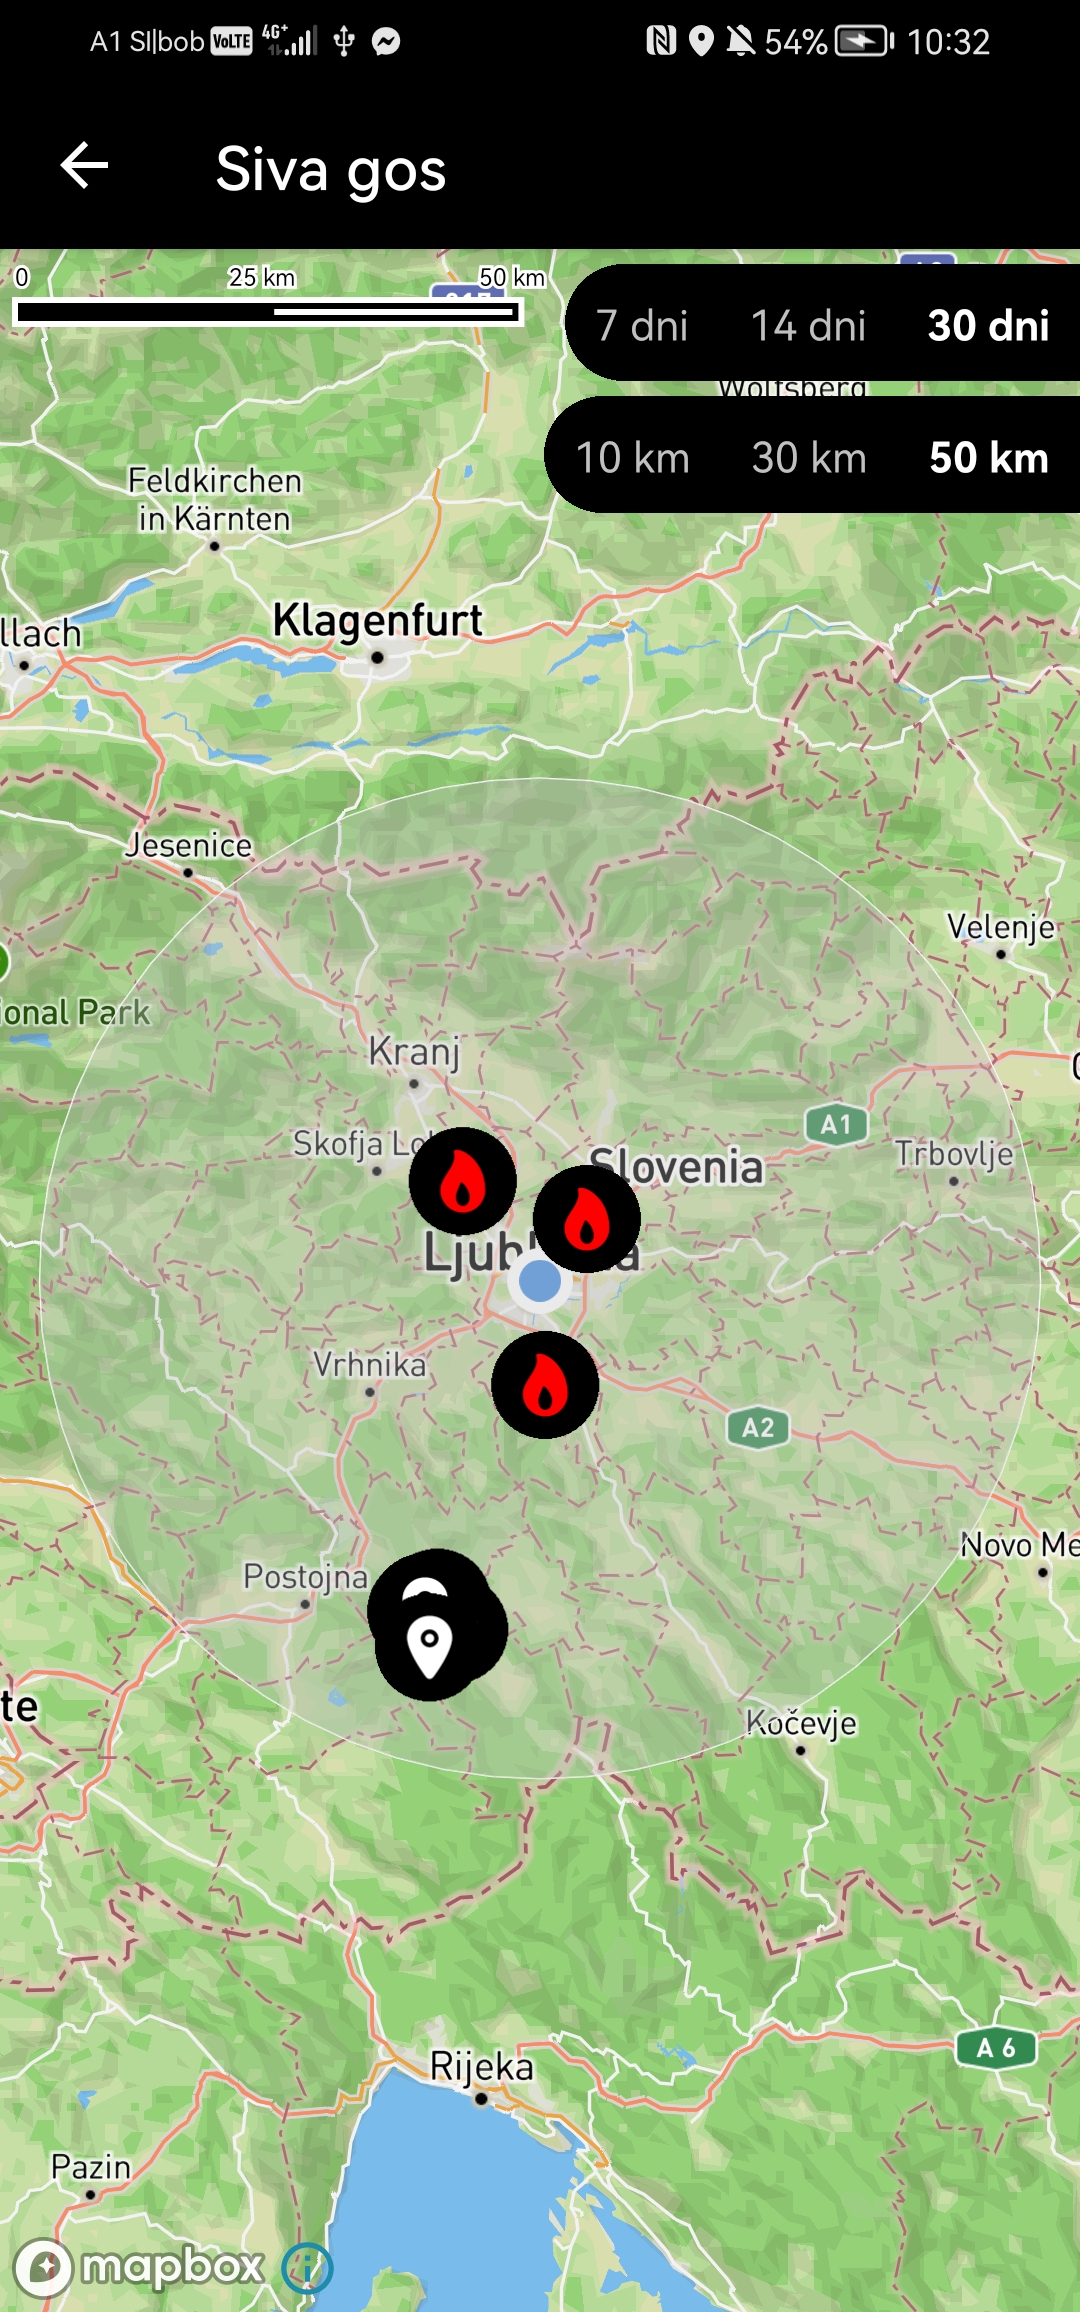 A1 SI|bob VoLTE 4G+ 54% 10:32
Siva gos
0 25 km 50 km
7 dni 14 dni 30 dni
Wolfsberg
10 km 30 km 50 km
Feldkirchen
in Kärnten
Klagenfurt
llach
Jesenice
Velenje
ional Park
Kranj
A1
Skofja Lo
Slovenia
Trbovlje
Ljub a
Vrhnika
A2
Novo Me
Postojna
te
Kočevje
A 6
Rijeka
Pazin
mapbox